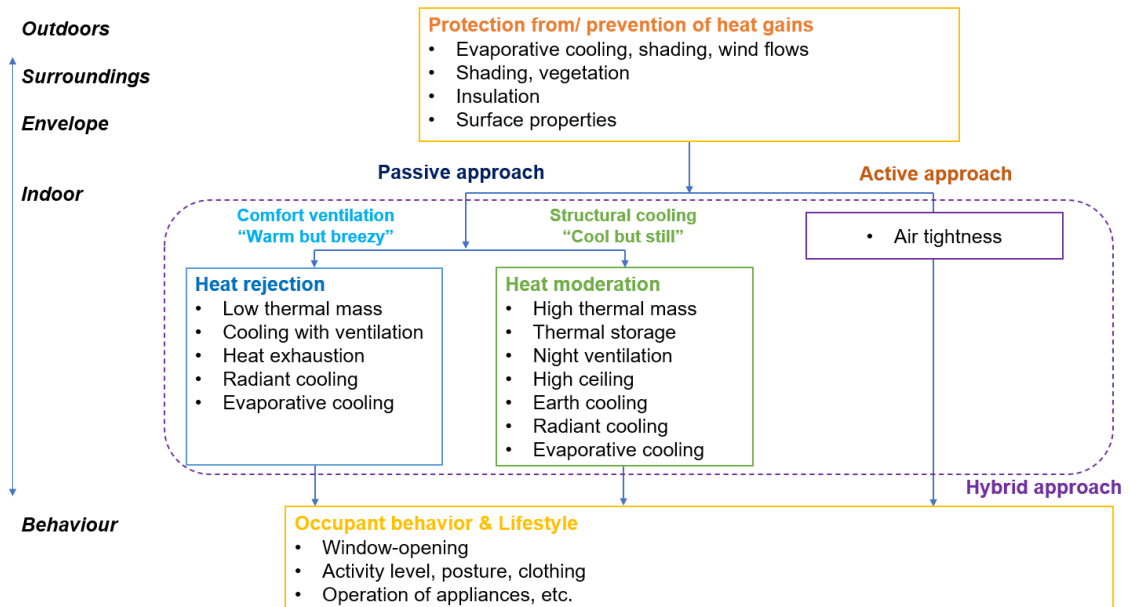 Outdoors
Surroundings
Envelope
Indoor
Behaviour
Protection from/ prevention of heat gains
• Evaporative cooling, shading, wind flows
• Shading, vegetation
• Insulation
• Surface properties
Passive approach
Active approach
Comfort ventilation
“Warm but breezy”
Structural cooling
“Cool but still”
• Air tightness
Heat rejection
• Low thermal mass
• Cooling with ventilation
• Heat exhaustion
• Radiant cooling
• Evaporative cooling
Heat moderation
• High thermal mass
• Thermal storage
• Night ventilation
• High ceiling
• Earth cooling
• Radiant cooling
• Evaporative cooling
Hybrid approach
Occupant behavior & Lifestyle
• Window-opening
• Activity level, posture, clothing
• Operation of appliances, etc.